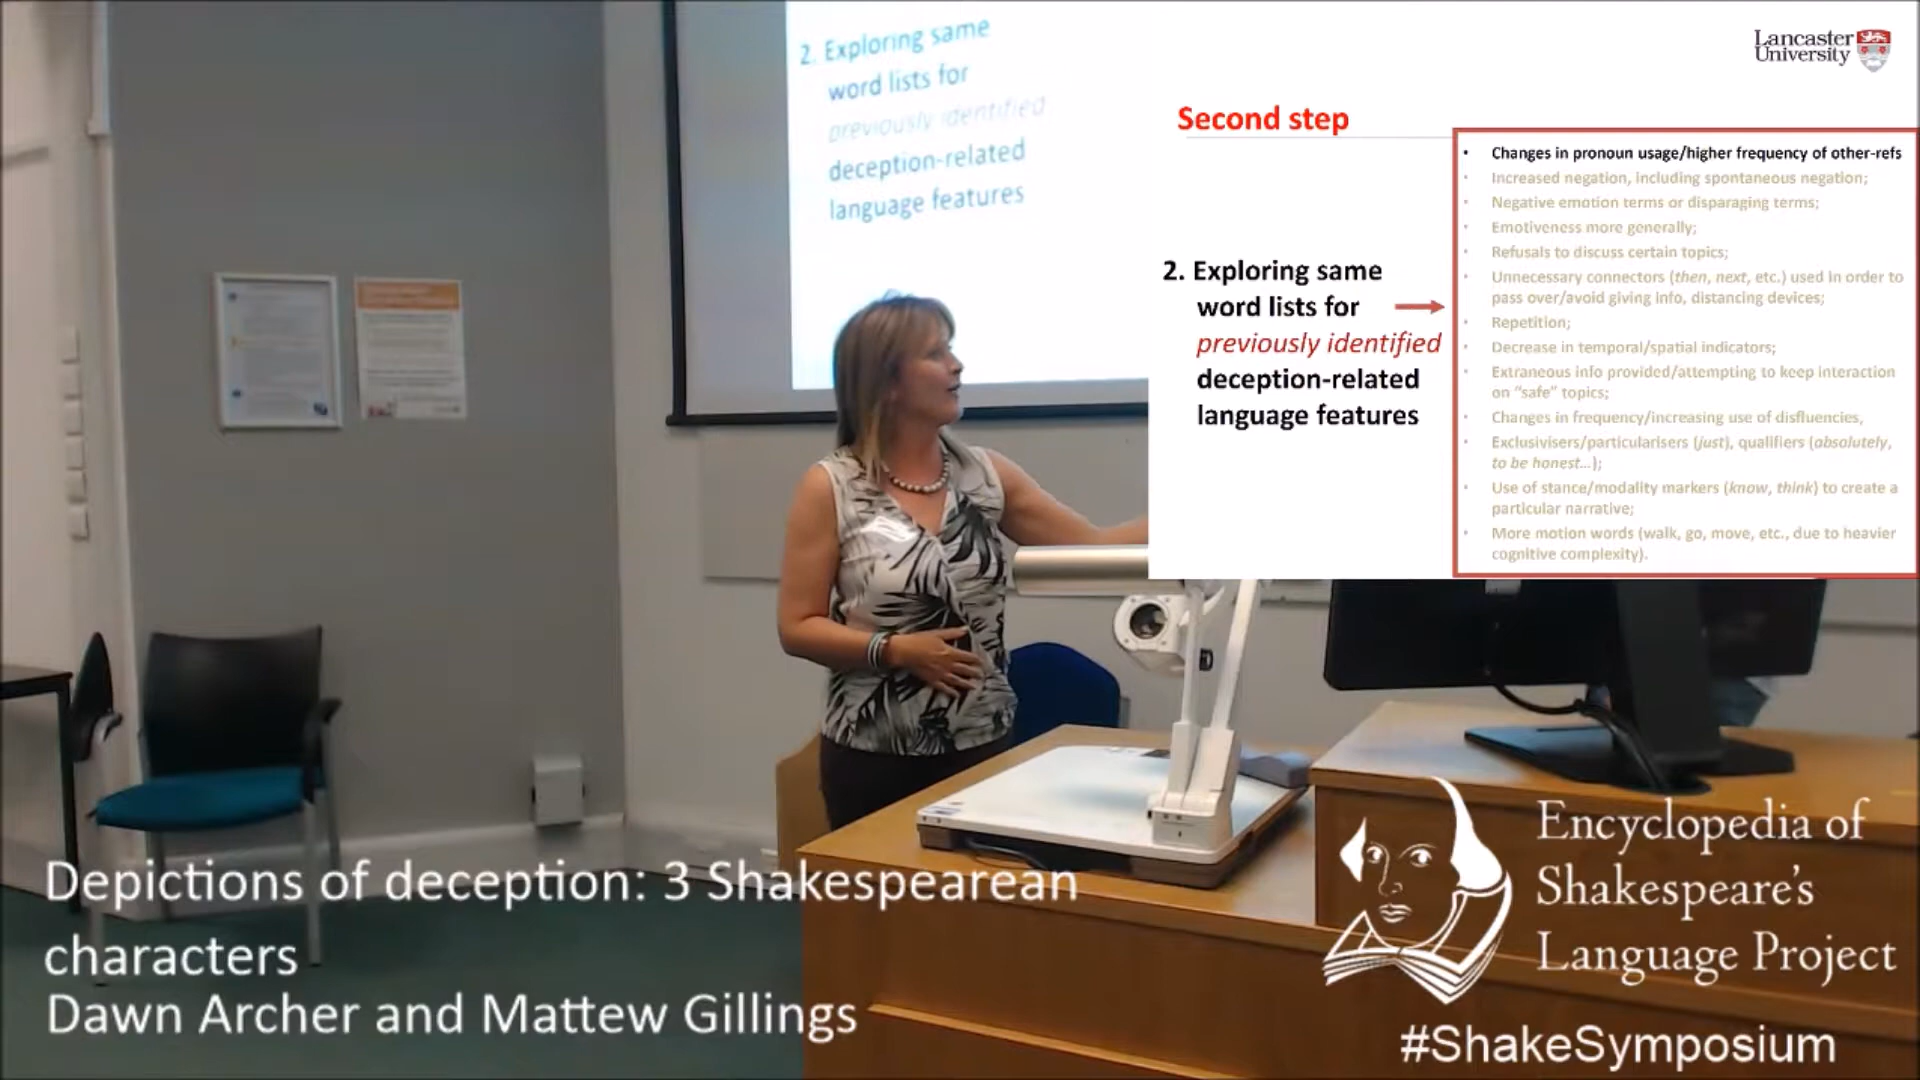 2. Exploring same
word lists for
previously identified
deception-related
language features
Lancaster
University
Second step
2. Exploring same
word lists for
previously identified
deception-related
language features
• Changes in pronoun usage/higher frequency of other-refs
• Increased negation, including spontaneous negation;
• Negative emotion terms or disparaging terms;
• Emotiveness more generally;
• Refusals to discuss certain topics;
• Unnecessary connectors (then, next, etc.) used in order to
pass over/avoid giving info, distancing devices;
• Repetition;
• Decrease in temporal/spatial indicators;
• Extraneous info provided/attempting to keep interaction
on “safe” topics;
• Changes in frequency/increasing use of disfluencies,
• Exclusivisers/particularisers (just), qualifiers (absolutely,
to be honest…);
• Use of stance/modality markers (know, think) to create a
particular narrative;
• More motion words (walk, go, move, etc., due to heavier
cognitive complexity).
Depictions of deception: 3 Shakespearean
characters
Dawn Archer and Mattew Gillings
Encyclopedia of
Shakespeare's
Language Project
#ShakeSymposium